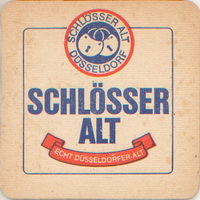 SCHLÖSSER ALT
DÜSSELDORF
SCHLÖSSER
ALT
ECHT DÜSSELDORFER ALT